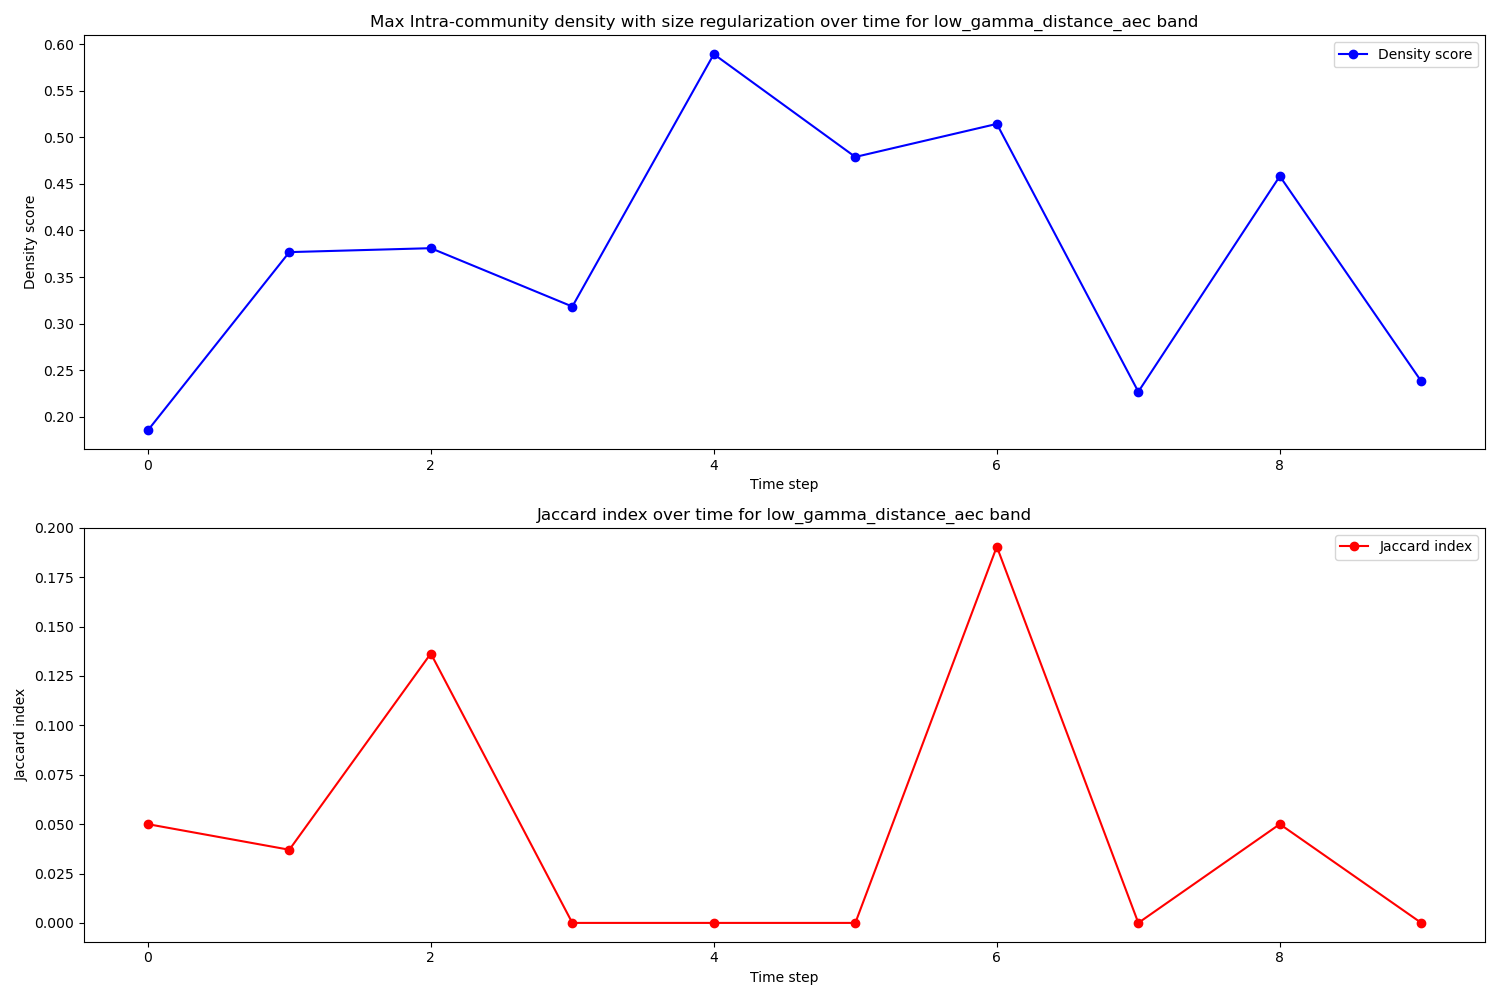 Max Intra-community density with size regularization over time for low_gamma_distance_aec band
Density score
0.60
0.55
0.50
0.45
0.40
0.35
0.30
0.25
0.20
Density score
0 2 4 6 8
Time step
Jaccard index over time for low_gamma_distance_aec band
Jaccard index
0.200
0.175
0.150
0.125
0.100
0.075
0.050
0.025
0.000
Jaccard index
0 2 4 6 8
Time step